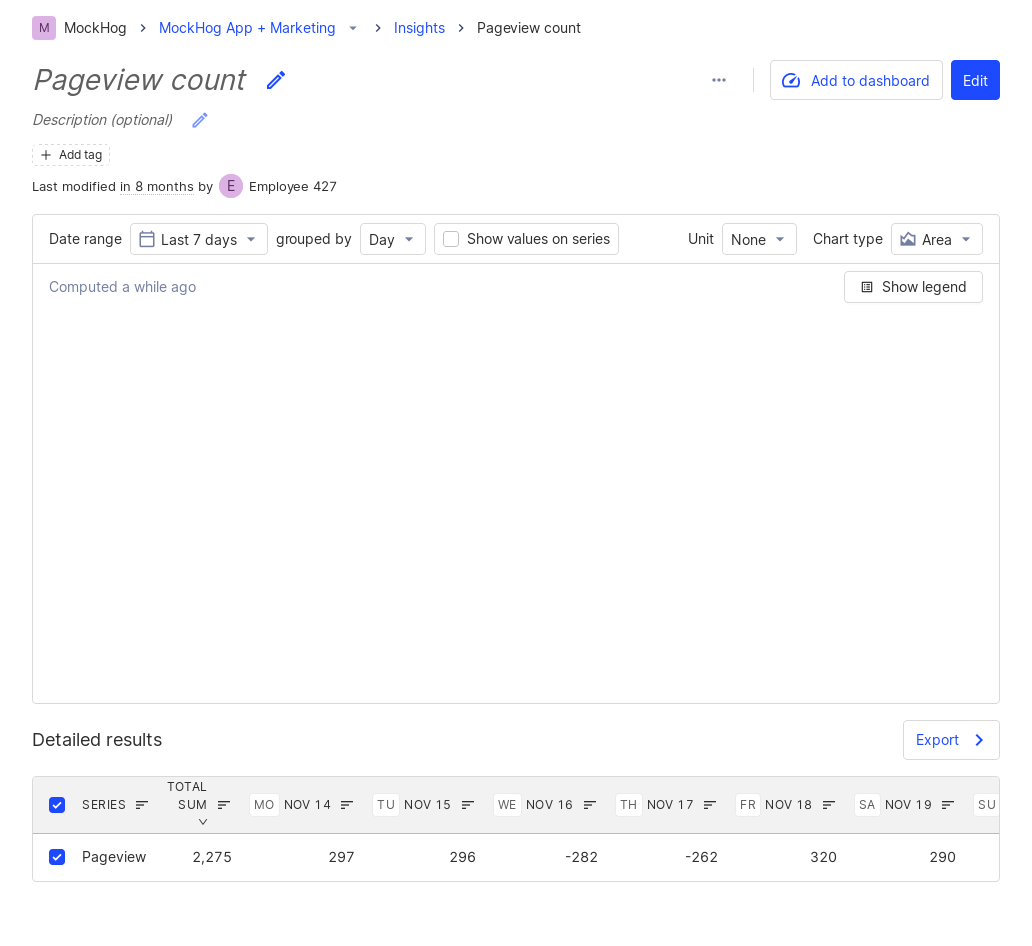 M MockHog MockHog App + Marketing Insights Pageview count
Pageview count
Add to dashboard Edit
Description (optional)
Add tag
Last modified in 8 months by E Employee 427
Date range Last 7 days grouped by Day Show values on series Unit None Chart type Area
Computed a while ago
Show legend
Detailed results
Export
SERIES TOTAL SUM MO NOV 14 TU NOV 15 WE NOV 16 TH NOV 17 FR NOV 18 SA NOV 19 SU
Pageview 2,275 297 296 -282 -262 320 290